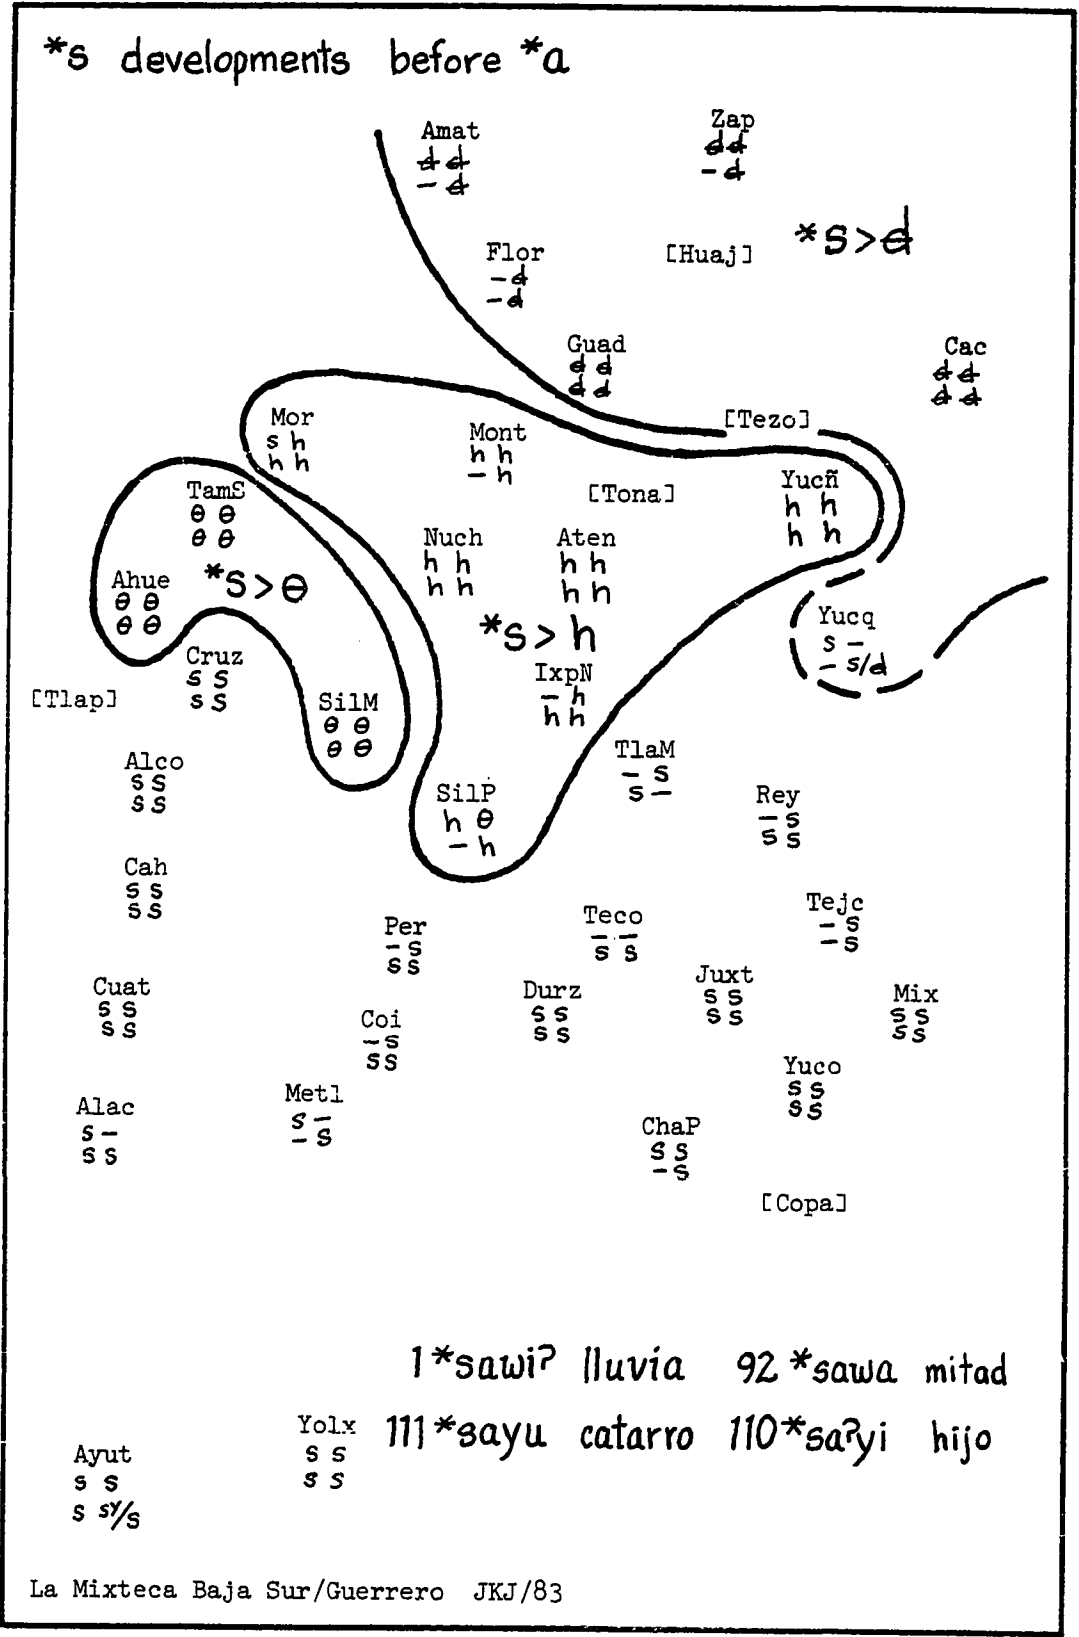 *s developments before *a
Amat
đ đ
– đ
Zap
đđ
– đ
*s>đ
Flor
– đ
– đ
[Huaj]
Guad
đ đ
đ đ
Cac
đ đ
đ đ
Mor
s h
h h
Mont
h h
– h
[Tezo]
TamS
θ θ
θ θ
[Tona]
Yucñ
h h
h h
Nuch
h h
h h
Aten
h h
h h
Ahue
θ θ
θ θ
*s>θ
*s>h
Yucq
s –
– s/đ
Cruz
s s
s s
[Tlap]
SilM
θ θ
θ θ
IxpN
– h
h h
Alco
s s
s s
TlaM
– s
s –
SilP
h θ
– h
Rey
– s
s s
Cah
s s
s s
Per
– s
s s
Teco
– –
s s
Tejc
– s
– s
Cuat
s s
s s
Coi
– s
s s
Durz
s s
s s
Juxt
s s
s s
Mix
s s
s s
Yuco
s s
s s
Alac
s –
s s
Metl
s –
– s
ChaP
s s
– s
[Copa]
1 *sawiʔ lluvia 92 *sawa mitad
111 *sayu catarro 110 *saʔyi hijo
Ayut
s s
s sʸ/s
Yolx
s s
s s
La Mixteca Baja Sur/Guerrero JKJ/83